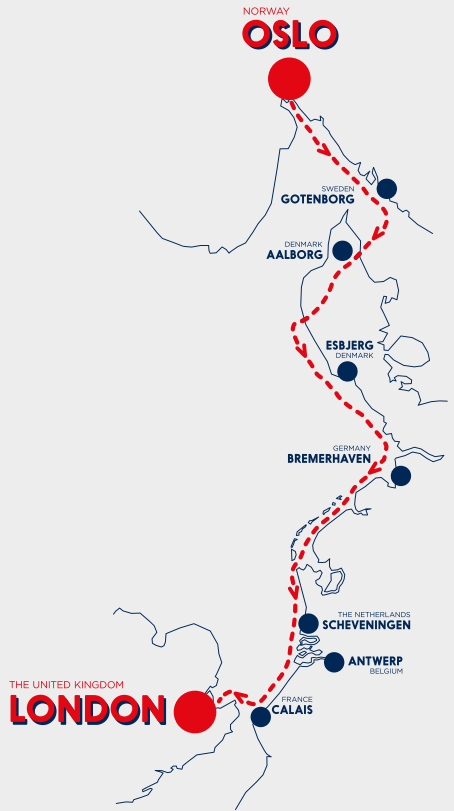 NORWAY
OSLO
SWEDEN
GOTENBORG
DENMARK
AALBORG
ESBJERG
DENMARK
GERMANY
BREMERHAVEN
THE NETHERLANDS
SCHEVENINGEN
ANTWERP
BELGIUM
THE UNITED KINGDOM
LONDON
FRANCE
CALAIS